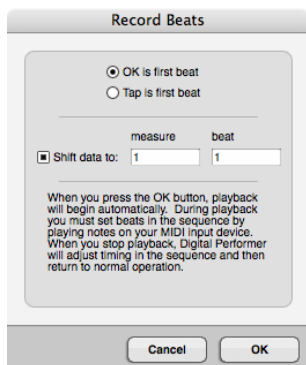 Record Beats
OK is first beat
Tap is first beat
measure beat
Shift data to: 1 1
When you press the OK button, playback
will begin automatically. During playback
you must set beats in the sequence by
playing notes on your MIDI input device.
When you stop playback, Digital Performer
will adjust timing in the sequence and then
return to normal operation.
Cancel OK